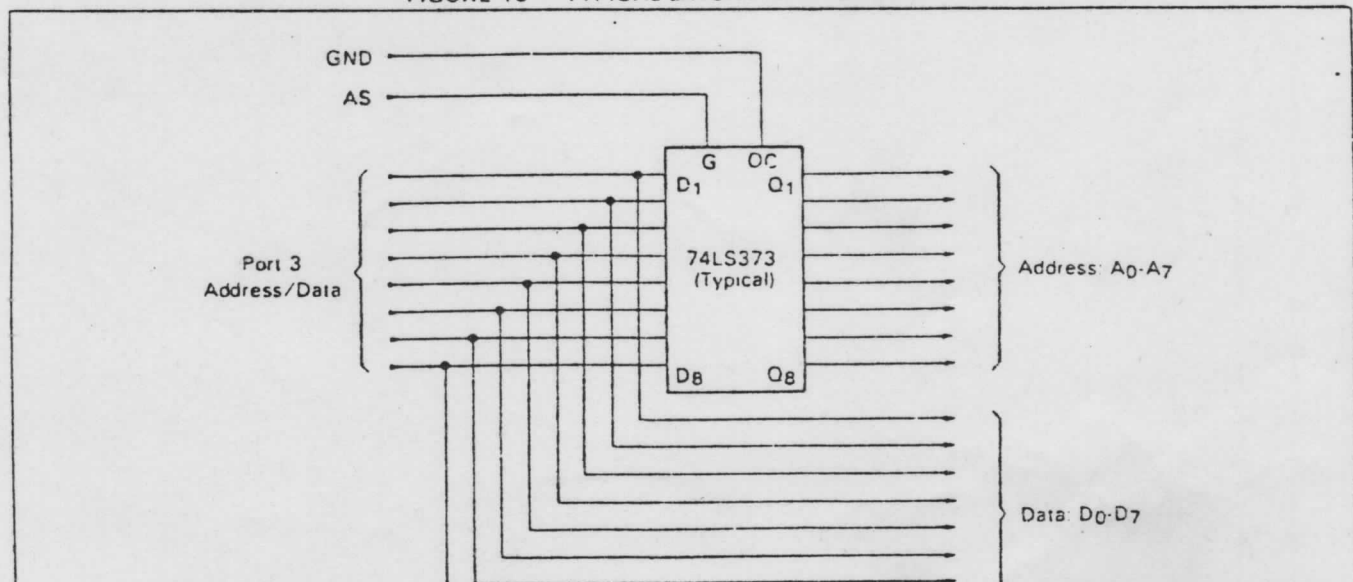 GND
AS
G OC
D1 Q1
74LS373
(Typical)
Port 3
Address/Data
Address: A0-A7
D8 Q8
Data: D0-D7